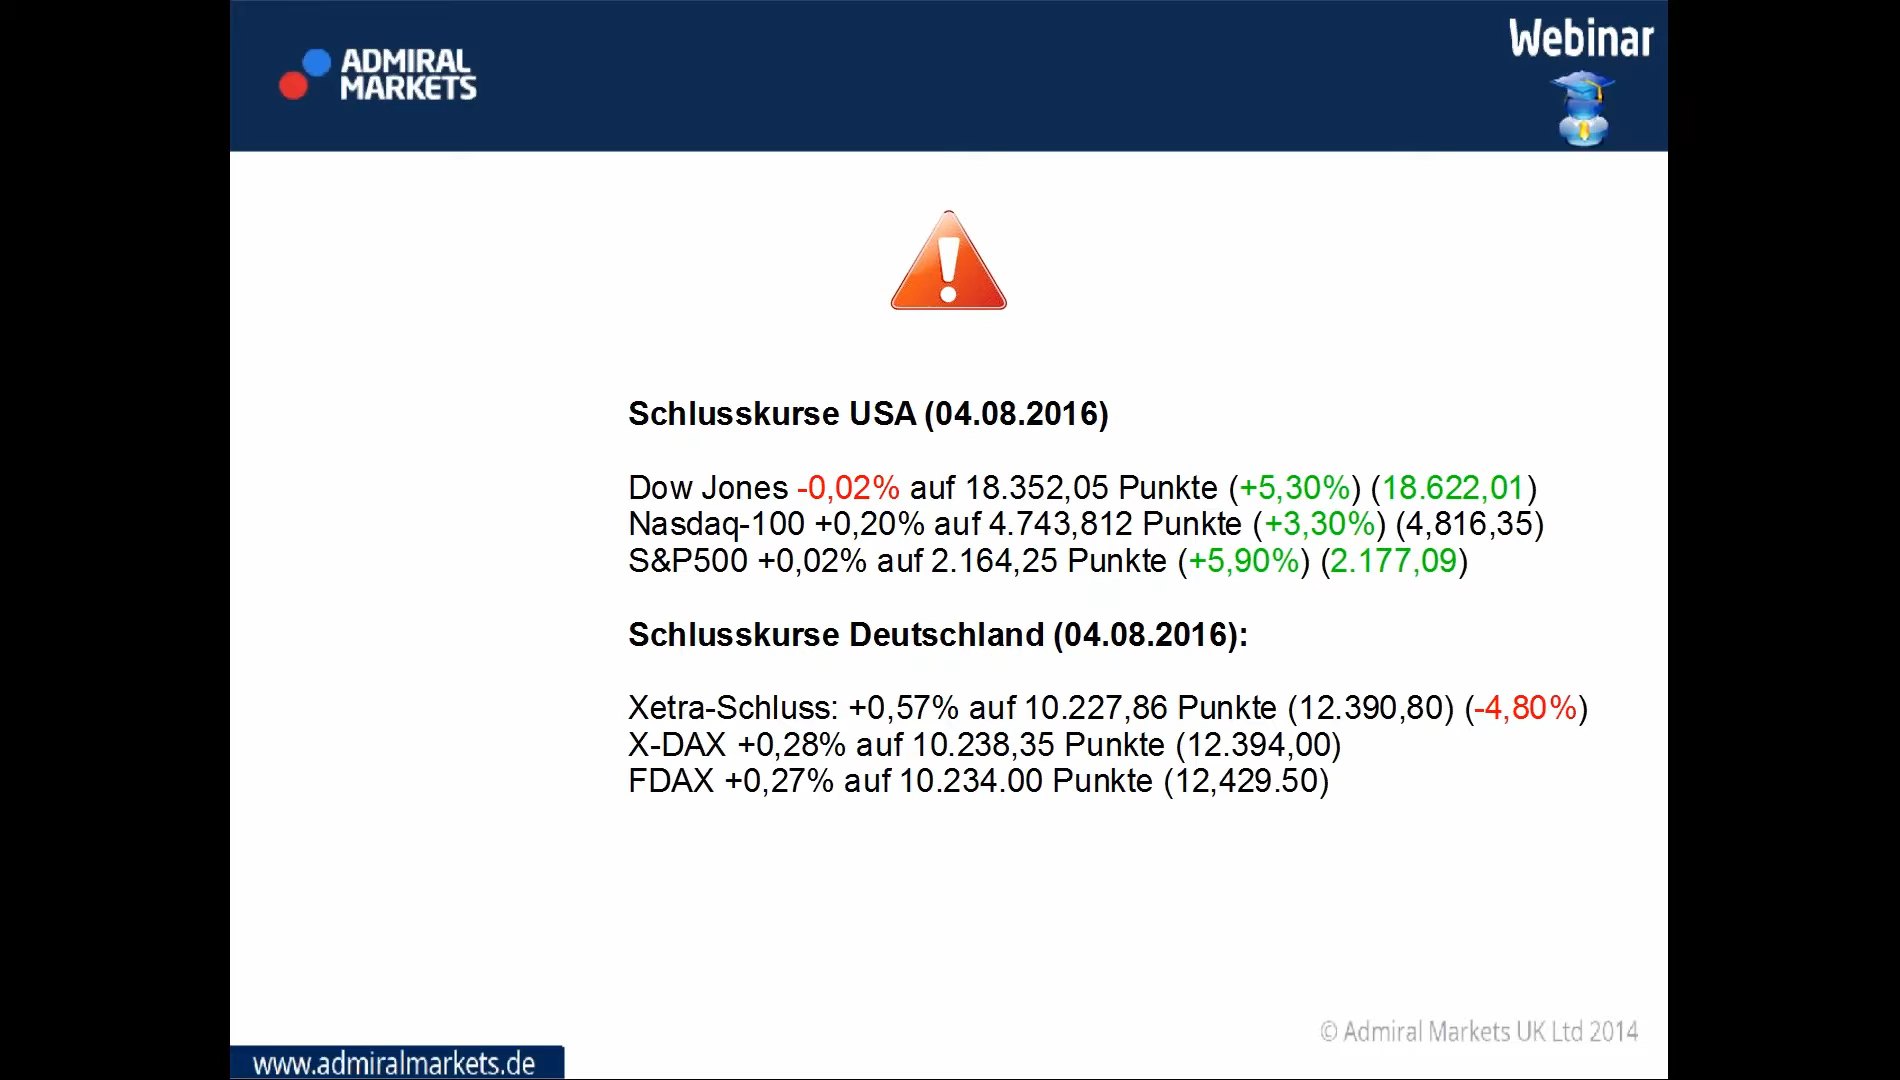 ADMIRAL
MARKETS
Webinar
Schlusskurse USA (04.08.2016)
Dow Jones -0,02% auf 18.352,05 Punkte (+5,30%) (18.622,01)
Nasdaq-100 +0,20% auf 4.743,812 Punkte (+3,30%) (4,816,35)
S&P500 +0,02% auf 2.164,25 Punkte (+5,90%) (2.177,09)
Schlusskurse Deutschland (04.08.2016):
Xetra-Schluss: +0,57% auf 10.227,86 Punkte (12.390,80) (-4,80%)
X-DAX +0,28% auf 10.238,35 Punkte (12.394,00)
FDAX +0,27% auf 10.234.00 Punkte (12,429.50)
© Admiral Markets UK Ltd 2014
www.admiralmarkets.de